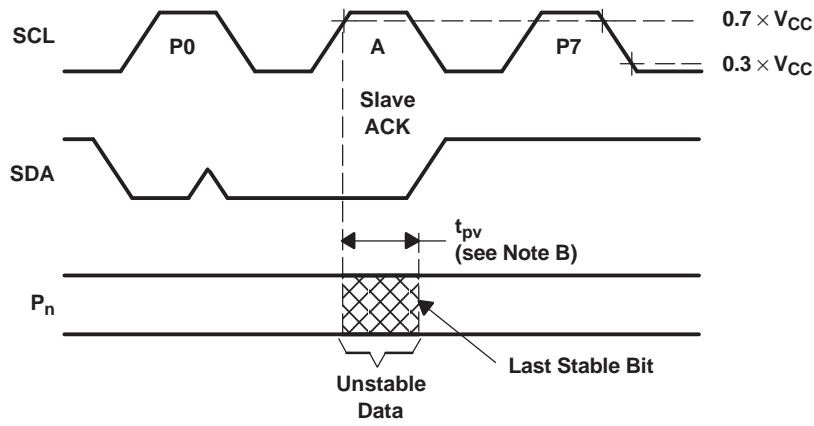 SCL
P0
A
P7
0.7 × VCC
0.3 × VCC
Slave
ACK
SDA
tpv
(see Note B)
Pn
Last Stable Bit
Unstable
Data